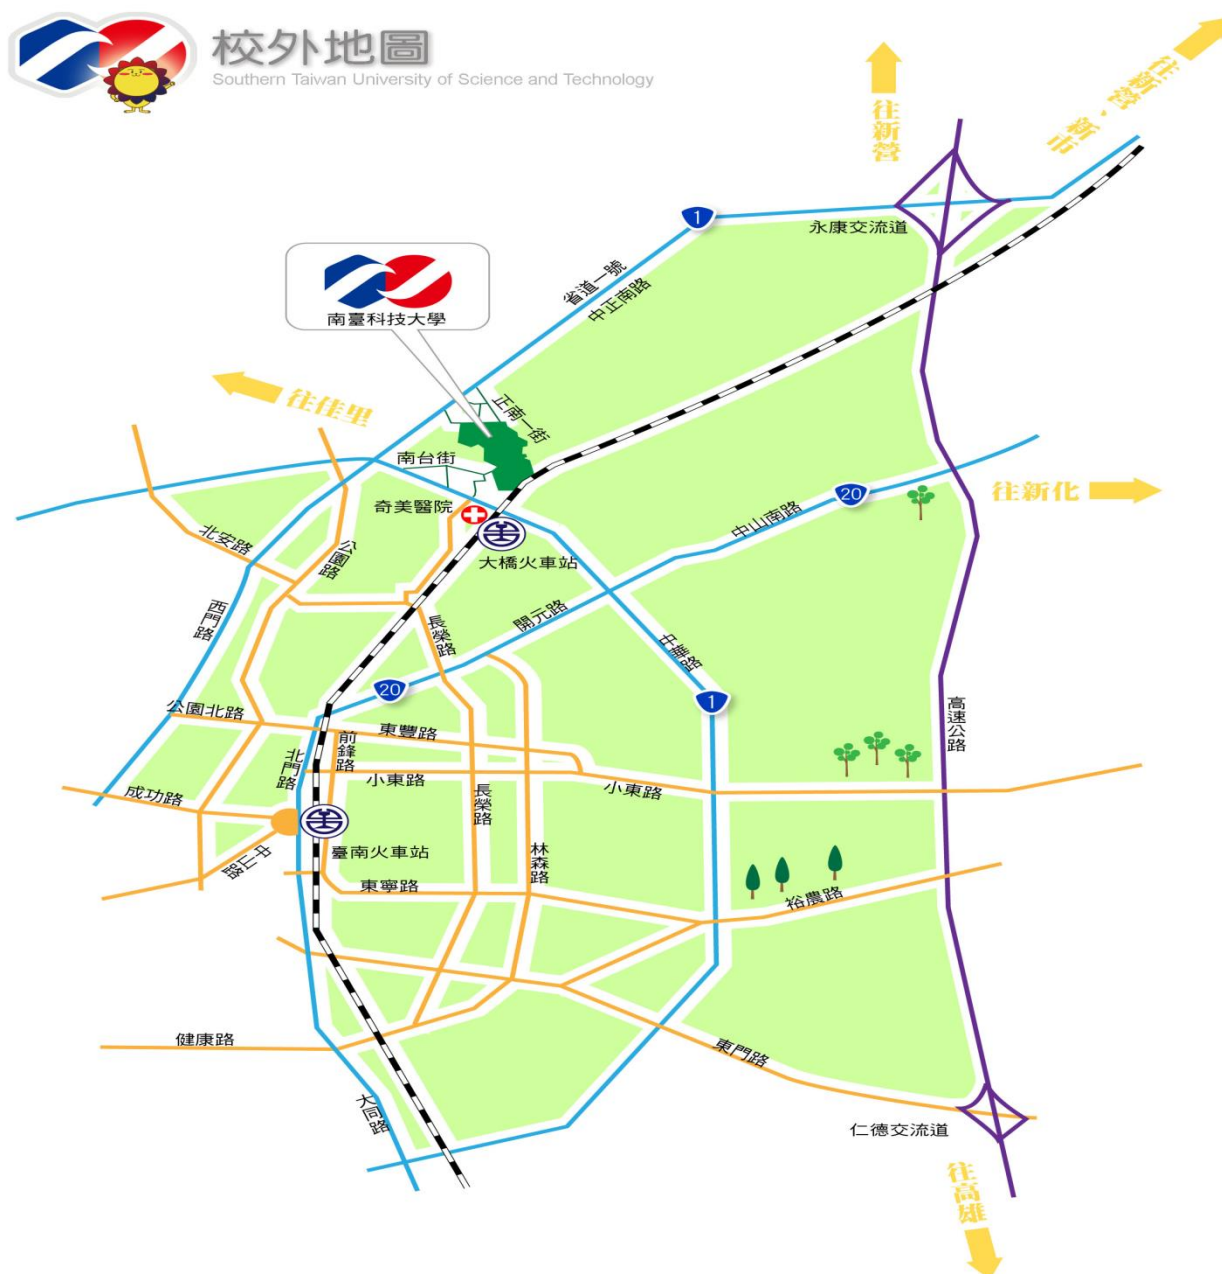 校外地圖
Southern Taiwan University of Science and Technology
往新營
往新營、新市
1
永康交流道
省道一號
中正南路
南臺科技大學
往佳里
正南一街
南台街
奇美醫院
20
往新化
中山南路
大橋火車站
北安路
公園路
西門路
開元路
長榮路
中華路
20
1
高速公路
公園北路
東豐路
前鋒路
北門路
小東路
小東路
成功路
長榮路
中山路
臺南火車站
林森路
東寧路
裕農路
健康路
東門路
大同路
仁德交流道
往高雄